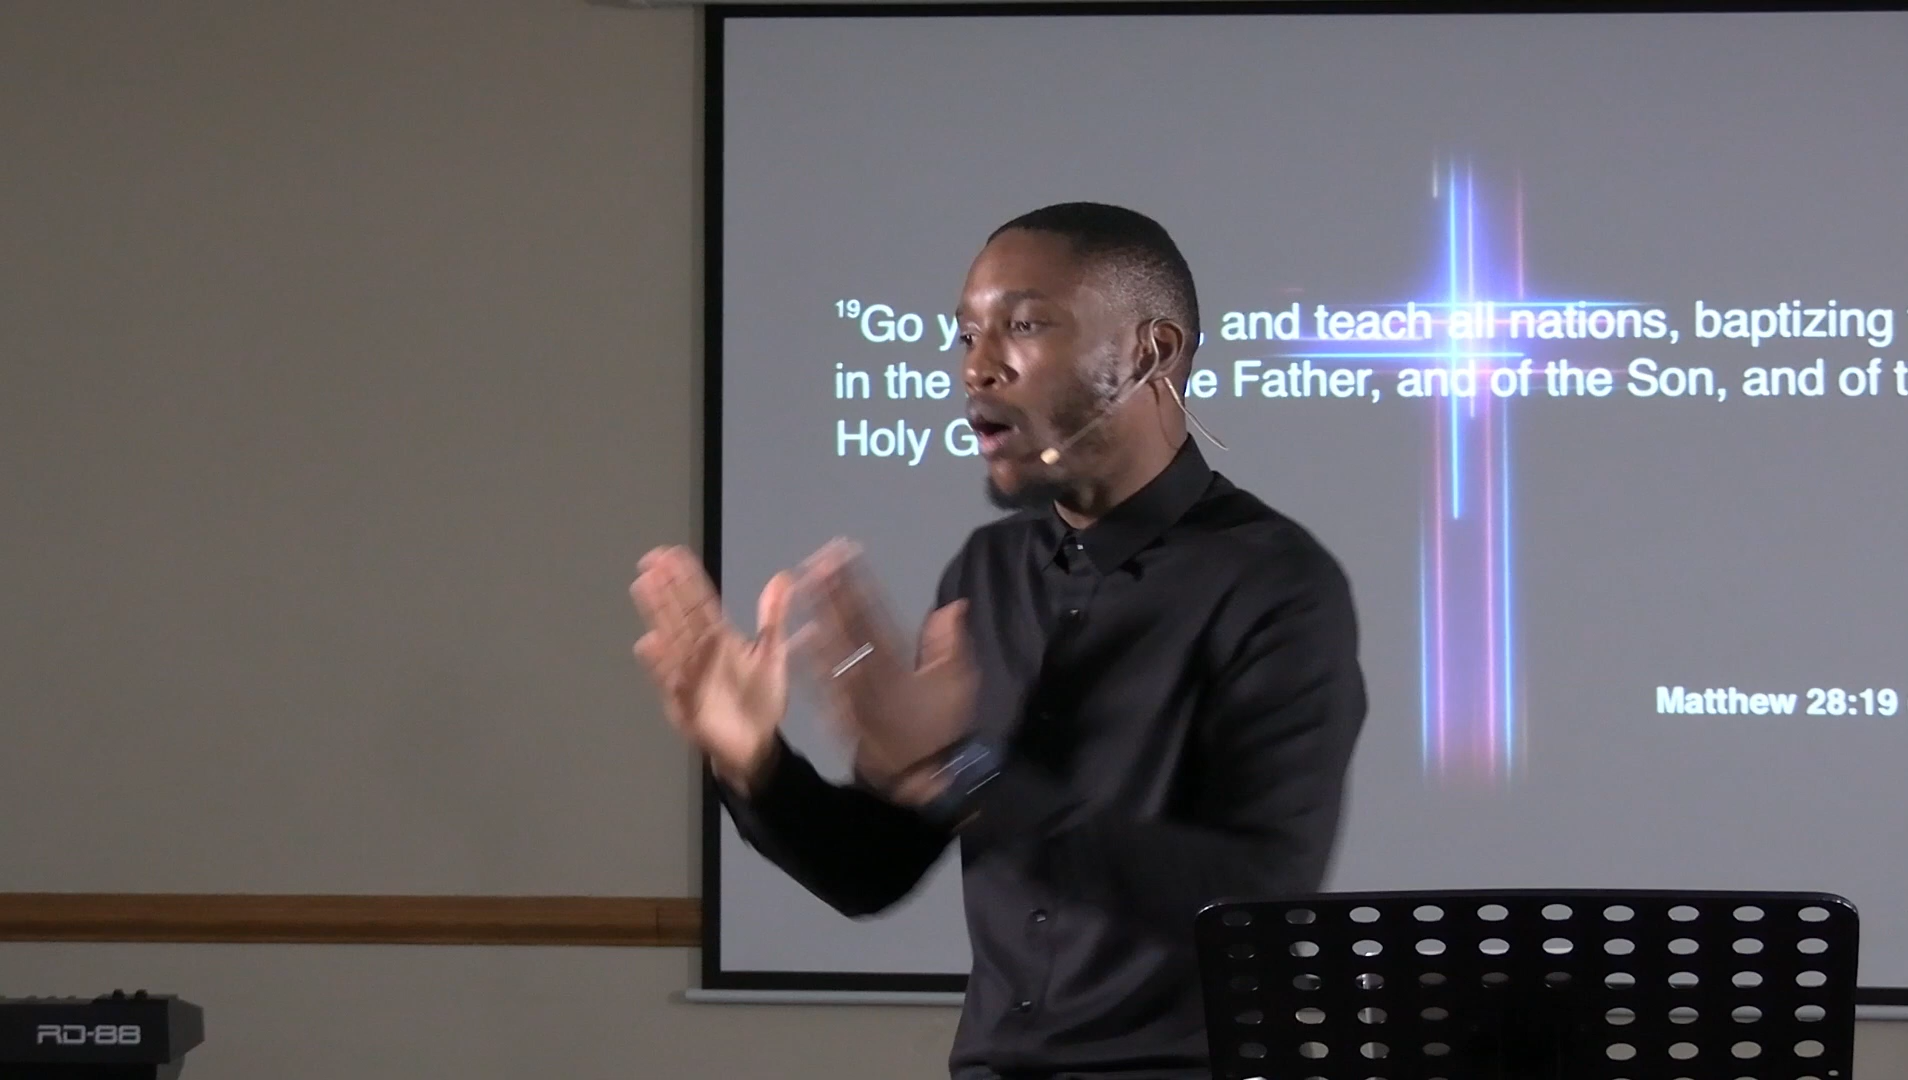 19Go , and teach all nations, baptizing
in the Father, and of the Son, and of
Holy
Matthew 28:19
RD-88